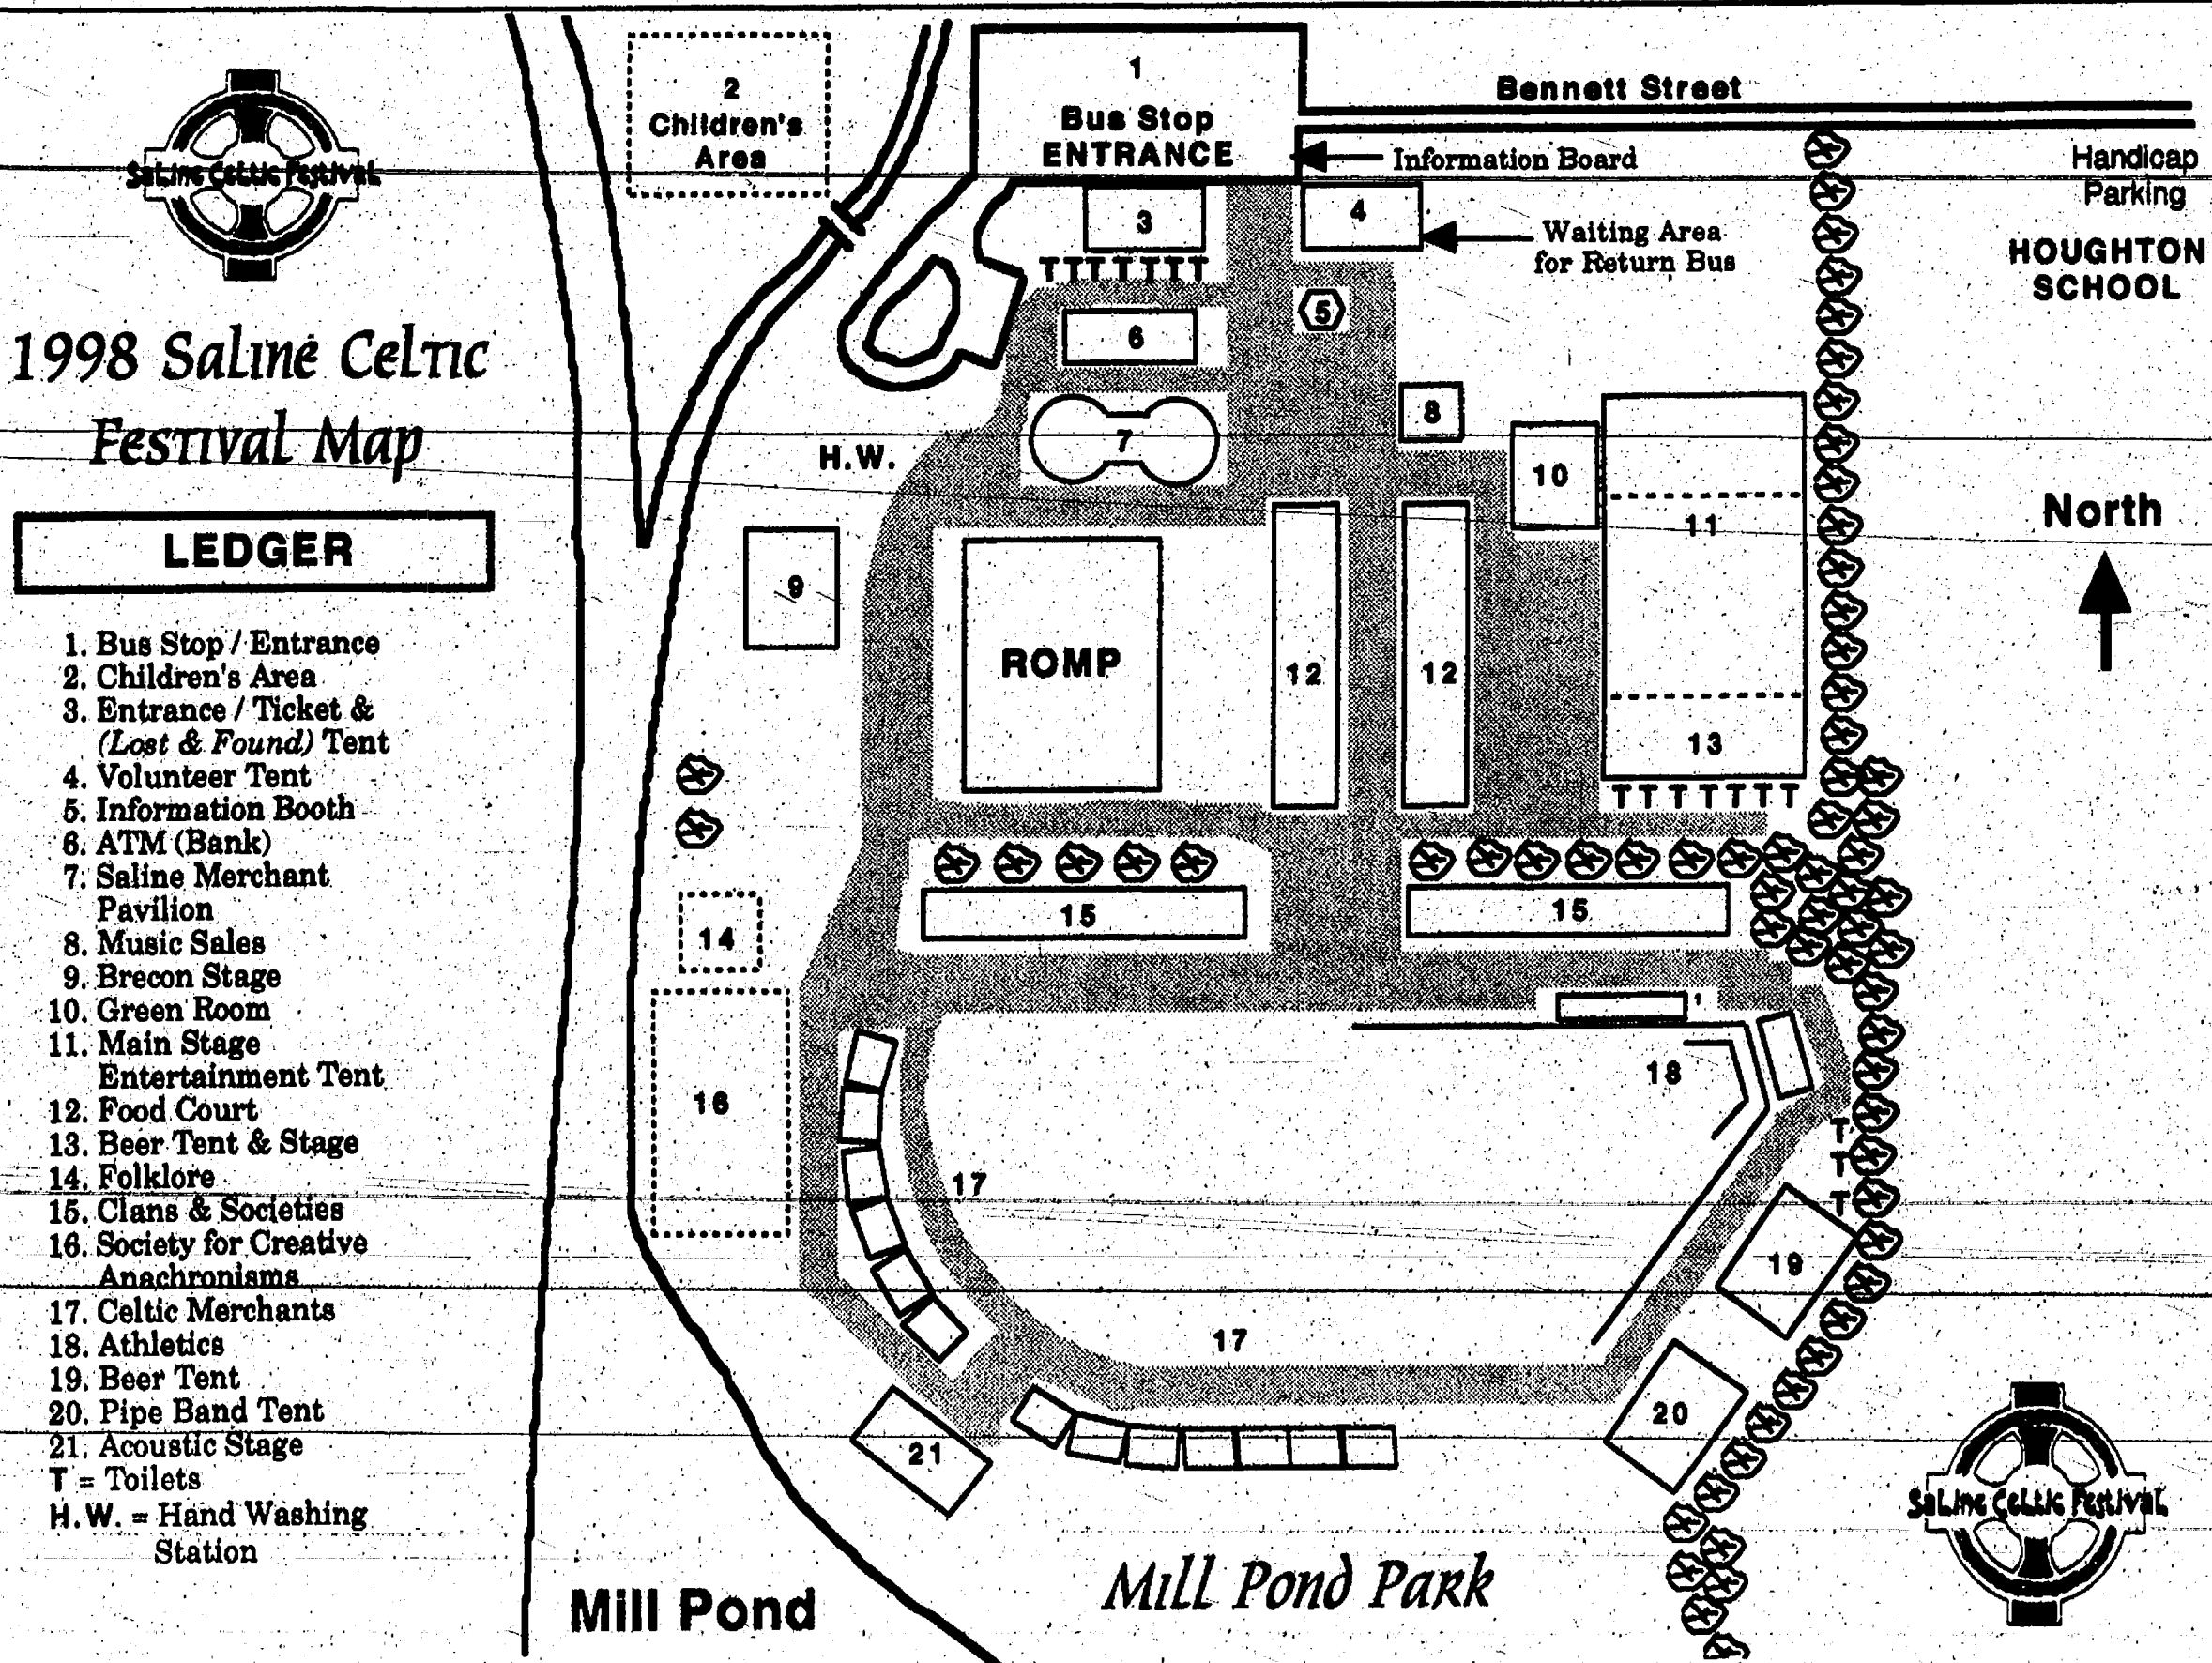 SaLine Celtic Festival
1998 Saline Celtic
Festival Map
LEDGER
1. Bus Stop / Entrance
2. Children's Area
3. Entrance / Ticket &
(Lost & Found) Tent
4. Volunteer Tent
5. Information Booth
6. ATM (Bank)
7. Saline Merchant
Pavilion
8. Music Sales
9. Brecon Stage
10. Green Room
11. Main Stage
Entertainment Tent
12. Food Court
13. Beer Tent & Stage
14. Folklore
15. Clans & Societies
16. Society for Creative
Anachronisms
17. Celtic Merchants
18. Athletics
19. Beer Tent
20. Pipe Band Tent
21. Acoustic Stage
T = Toilets
H.W. = Hand Washing
Station
2
Children's
Area
1
Bus Stop
ENTRANCE
Bennett Street
Information Board
Handicap
Parking
HOUGHTON
SCHOOL
3
4
Waiting Area
for Return Bus
TTTTTTT
5
6
7
8
H.W.
10
11
North
9
ROMP
12
12
13
TTTTTTT
14
15
15
16
18
17
T
T
T
19
17
20
21
SaLine Celtic Festival
Mill Pond
Mill Pond Park